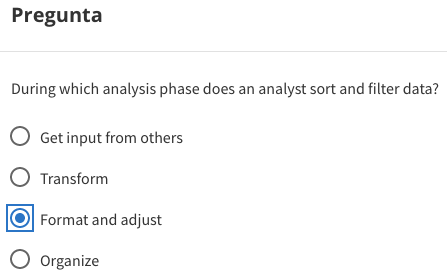 Pregunta
During which analysis phase does an analyst sort and filter data?
Get input from others
Transform
Format and adjust
Organize